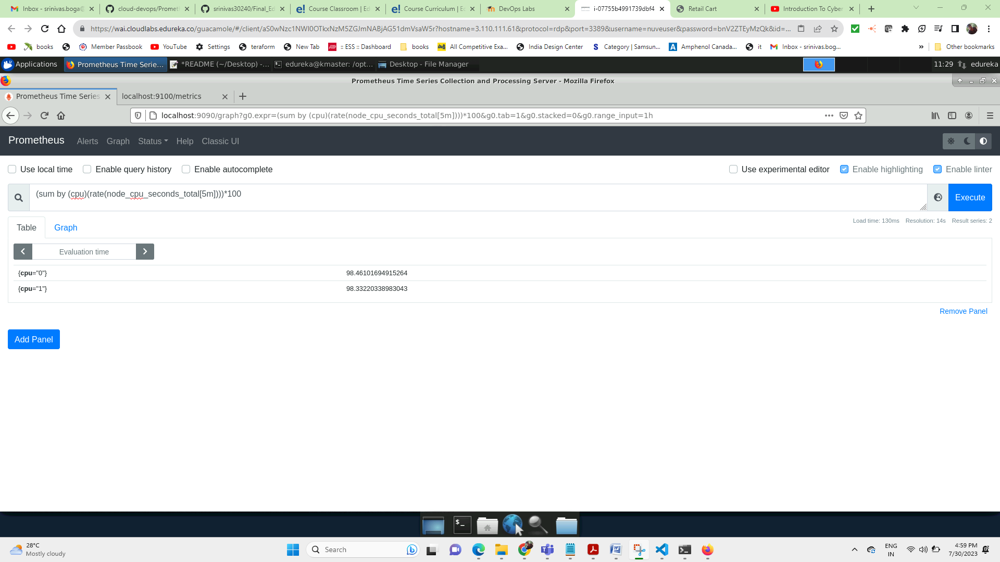 Inbox - srinivas.boga@
cloud-devops/Prometh
srinivas30240/Final_Ed
Course Classroom | Ed
Course Curriculum | Ed
DevOps Labs
i-07755b4991739dbf4
Retail Cart
Introduction To Cyber
https://wai.cloudlabs.edureka.co/guacamole/#/client/aS0wNzc1NWI0OTkxNzM5ZGJmNABjAG51dmVsaW5r?hostname=3.110.111.61&protocol=rdp&port=3389&username=nuveuser&password=bnV2ZTEyMzQk&id=...
books
Member Passbook
YouTube
Settings
teraform
New Tab
:: ESS :: Dashboard
books
All Competitive Exa...
India Design Center
Category | Samsun...
Amphenol Canada...
it
Inbox - srinivas.bog...
»
Other bookmarks
Applications
Prometheus Time Serie...
*README (~/Desktop) -...
edureka@kmaster: /opt...
Desktop - File Manager
11:29
edureka
Prometheus Time Series Collection and Processing Server - Mozilla Firefox
Prometheus Time Series
localhost:9100/metrics
localhost:9090/graph?g0.expr=(sum by (cpu)(rate(node_cpu_seconds_total[5m])))*100&g0.tab=1&g0.stacked=0&g0.range_input=1h
Prometheus
Alerts
Graph
Status
Help
Classic UI
Use local time
Enable query history
Enable autocomplete
Use experimental editor
Enable highlighting
Enable linter
(sum by (cpu)(rate(node_cpu_seconds_total[5m])))*100
Execute
Table
Graph
Load time: 130ms Resolution: 14s Result series: 2
Evaluation time
{cpu="0"} 98.46101694915264
{cpu="1"} 98.33220338983043
Remove Panel
Add Panel
28°C
Mostly cloudy
Search
ENG
IN
4:59 PM
7/30/2023